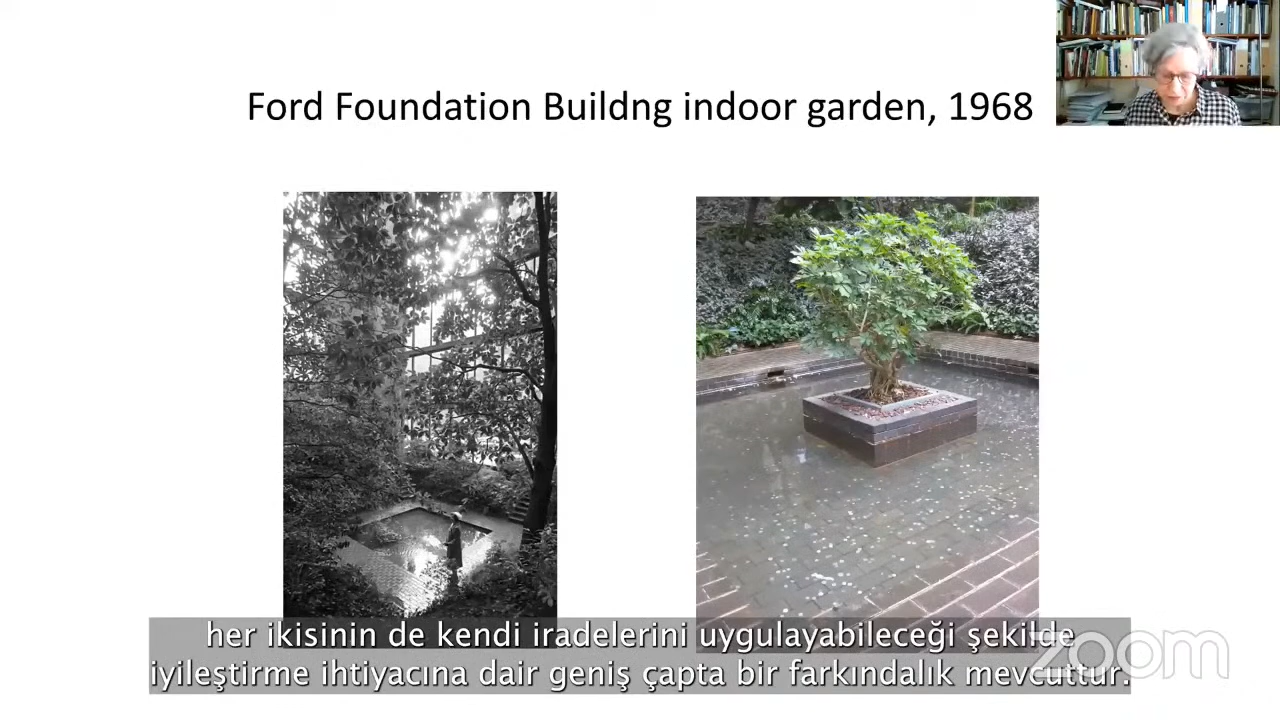 Ford Foundation Buildng indoor garden, 1968
her ikisinin de kendi iradelerini uygulayabileceği şekilde
iyileştirme ihtiyacına dair geniş çapta bir farkındalık mevcuttur.
zoom